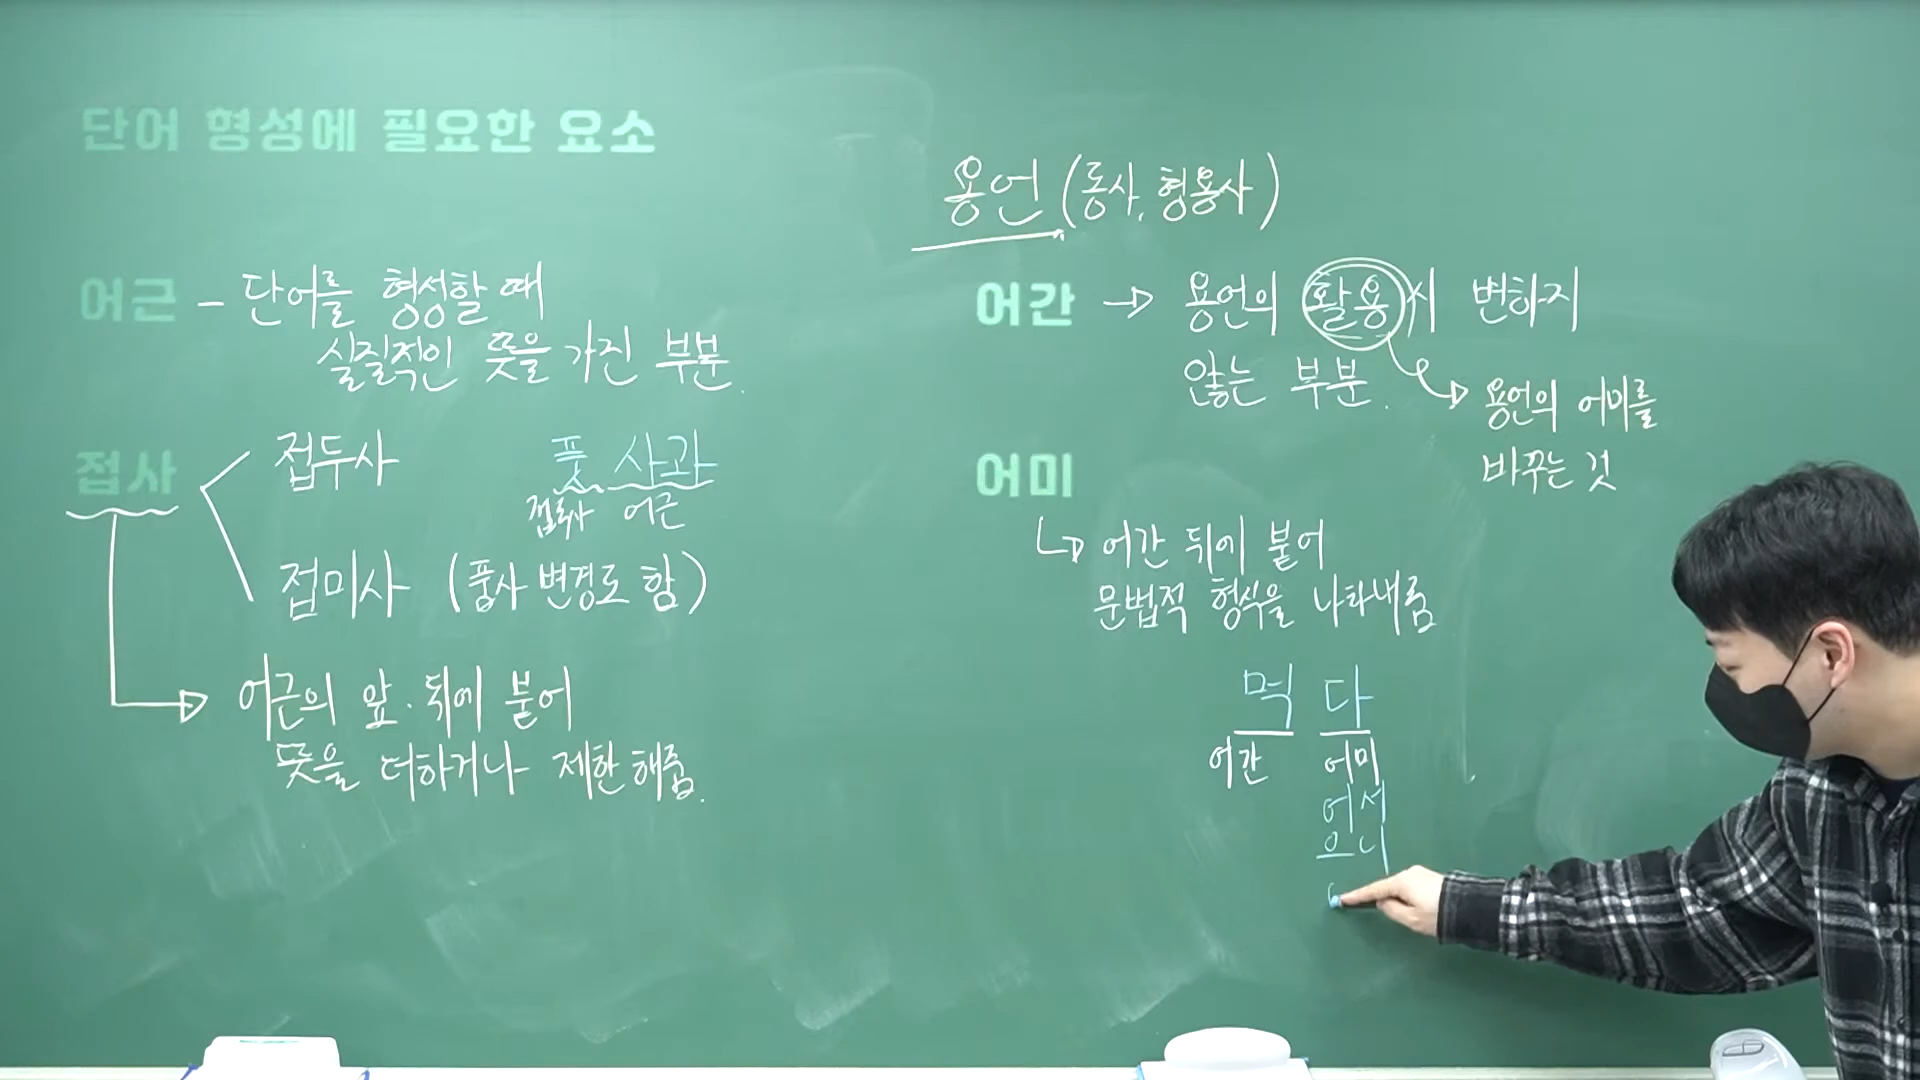 단어 형성에 필요한 요소
어근 - 단어를 형성할 때
실질적인 뜻을 가진 부분.
접사
접두사
풋 사과
접두사 어근
접미사 (품사 변경도 함)
어근의 앞·뒤에 붙어
뜻을 더하거나 제한해줌.
용언 (동사, 형용사)
어간 → 용언의 활용시 변하지
않는 부분.
용언의 어미를
바꾸는 것
어미
어간 뒤에 붙어
문법적 형식을 나타내줌
먹 다
어간 어미
어서
으니